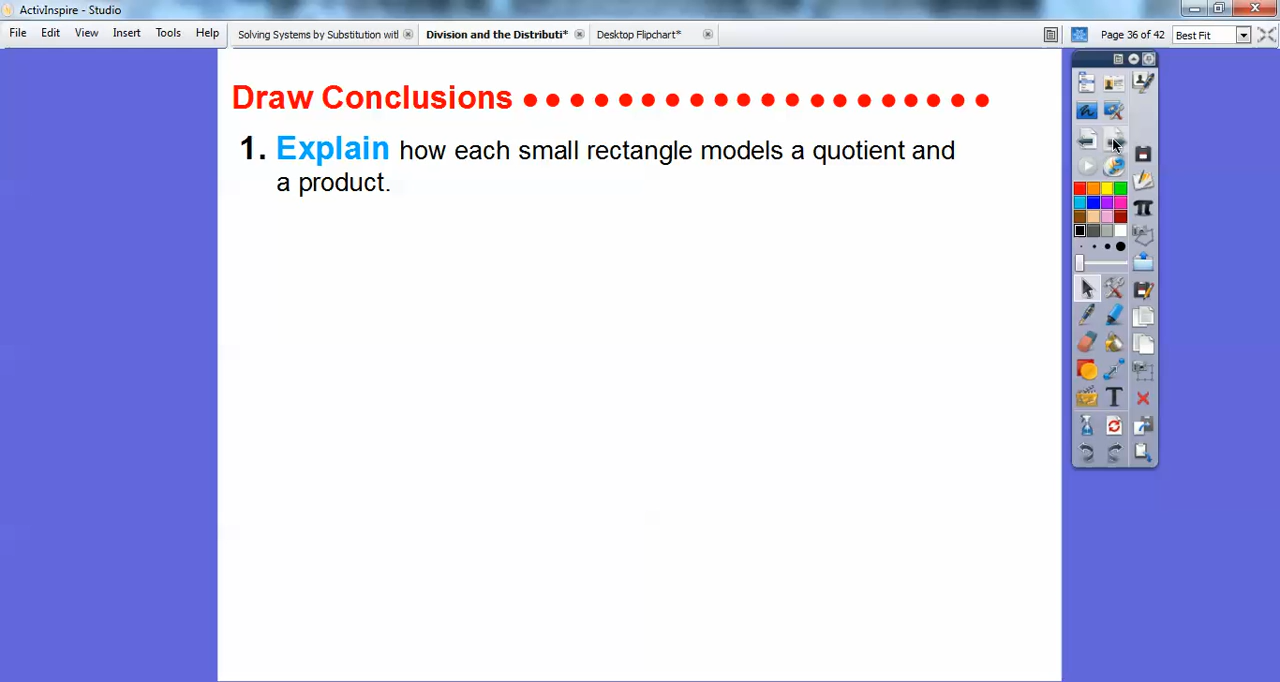 ActivInspire - Studio
File Edit View Insert Tools Help
Solving Systems by Substitution witl Division and the Distributi* Desktop Flipchart* Page 36 of 42 Best Fit
Draw Conclusions
1. Explain how each small rectangle models a quotient and
a product.